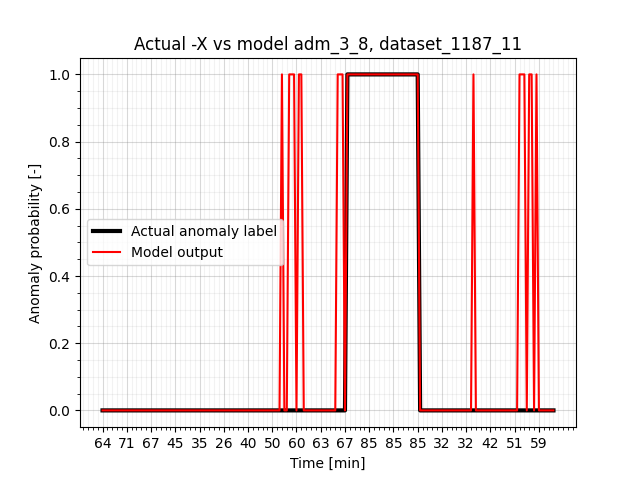 Actual -X vs model adm_3_8, dataset_1187_11
1.0
0.8
0.6
0.4
0.2
0.0
Anomaly probability [-]
Actual anomaly label
Model output
64 71 67 45 35 26 40 50 60 63 67 85 85 85 32 32 42 51 59
Time [min]